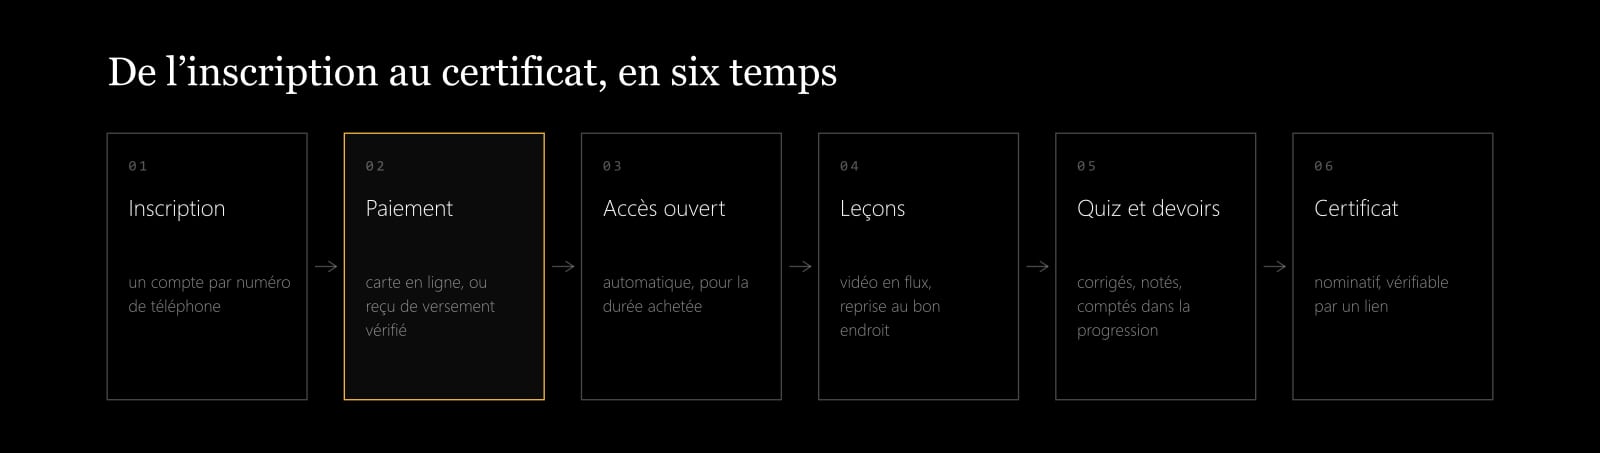 De l’inscription au certificat, en six temps
01
Inscription
un compte par numéro
de téléphone
02
Paiement
carte en ligne, ou
reçu de versement
vérifié
03
Accès ouvert
automatique, pour la
durée achetée
04
Leçons
vidéo en flux,
reprise au bon
endroit
05
Quiz et devoirs
corrigés, notés,
comptés dans la
progression
06
Certificat
nominatif, vérifiable
par un lien